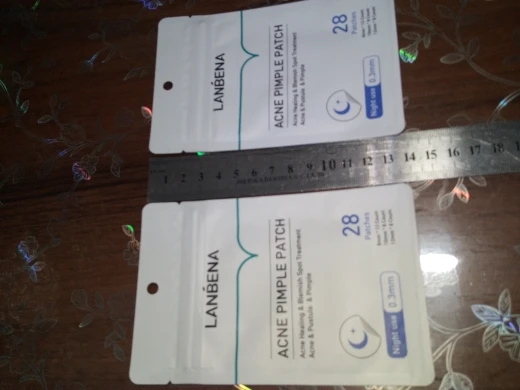 LANBENA
ACNE PIMPLE PATCH
Acne Healing & Blemish Spot Treatment
Acne & Pustule & Pimple
28
Patches
Night use 0.3mm
1 2 3 4 5 6 7 8 9 10 11 12 13 14 15 16 17 18
LANBENA
ACNE PIMPLE PATCH
Acne Healing & Blemish Spot Treatment
Acne & Pustule & Pimple
28
Patches
Night use 0.3mm